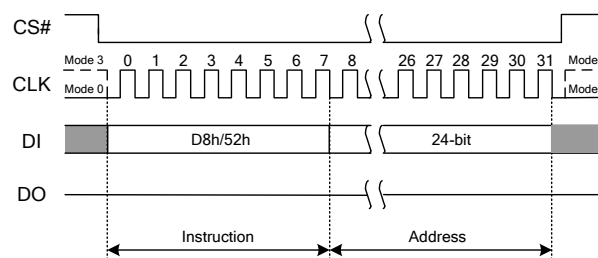 CS#
Mode 3 0 1 2 3 4 5 6 7 8 26 27 28 29 30 31 Mode
CLK
Mode 0 Mode
DI D8h/52h 24-bit
DO
Instruction Address